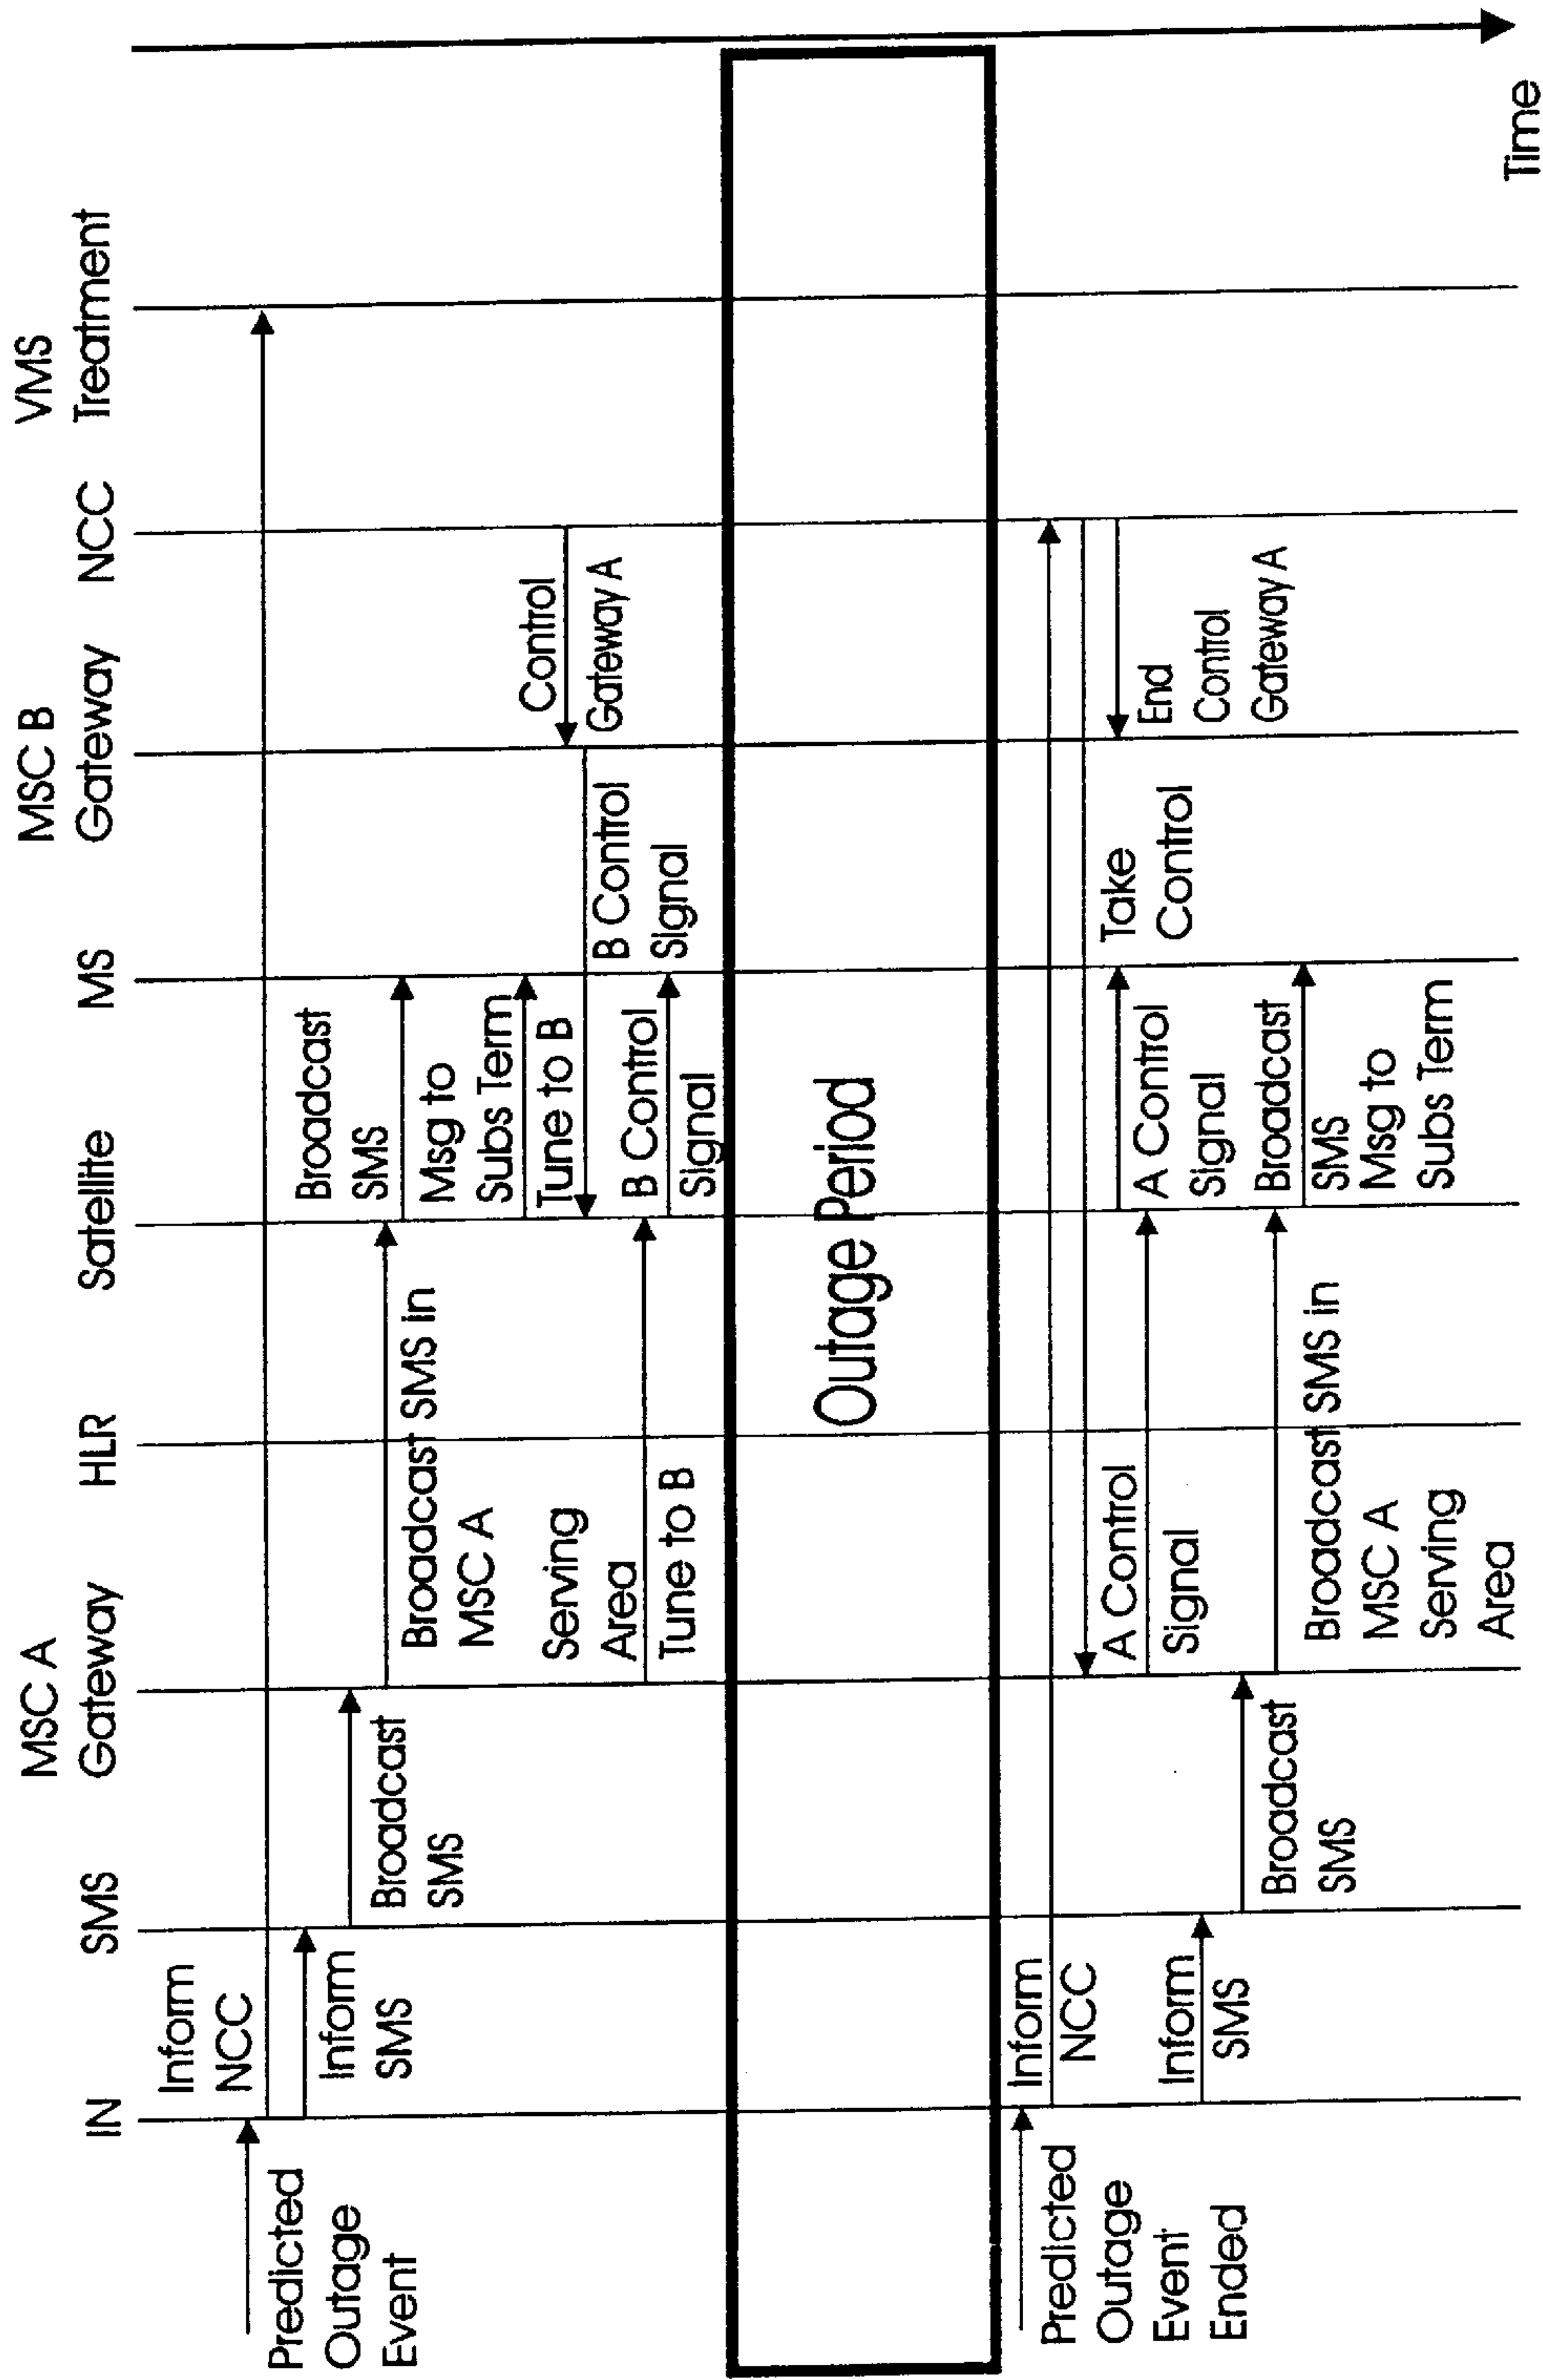 IN
SMS
MSC A
Gateway
HLR
Satellite
MS
MSC B
Gateway
NCC
VMS
Treatment
Predicted
Outage
Event
Inform
NCC
Inform
SMS
Broadcast
SMS
Broadcast SMS in
MSC A
Serving
Area
Broadcast
SMS
Msg to
Subs Term
Control
Gateway A
Tune to B
B Control
Signal
Tune to B
B Control
Signal
Outage Period
Predicted
Outage
Event
Ended
Inform
NCC
Take
Control
End
Control
Gateway A
A Control
Signal
A Control
Signal
Inform
SMS
Broadcast
SMS
Broadcast SMS in
MSC A
Serving
Area
Broadcast
SMS
Msg to
Subs Term
Time